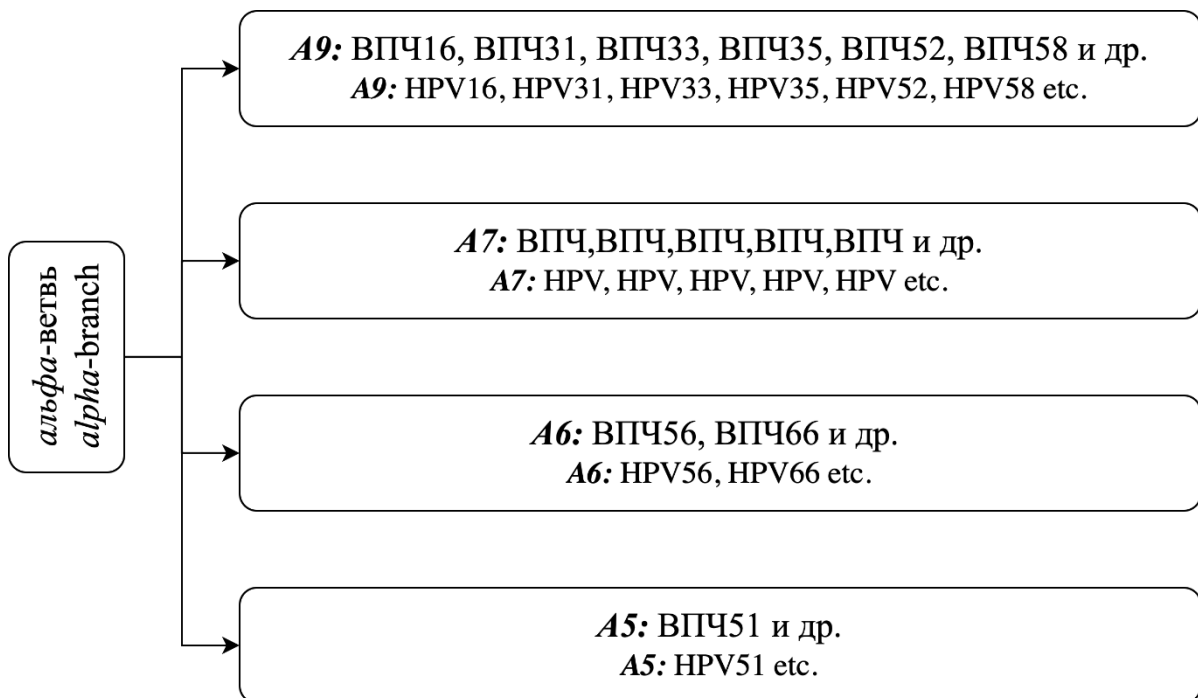 альфа-ветвь
alpha-branch
A9: ВПЧ16, ВПЧ31, ВПЧ33, ВПЧ35, ВПЧ52, ВПЧ58 и др.
A9: HPV16, HPV31, HPV33, HPV35, HPV52, HPV58 etc.
A7: ВПЧ,ВПЧ,ВПЧ,ВПЧ,ВПЧ и др.
A7: HPV, HPV, HPV, HPV, HPV etc.
A6: ВПЧ56, ВПЧ66 и др.
A6: HPV56, HPV66 etc.
A5: ВПЧ51 и др.
A5: HPV51 etc.